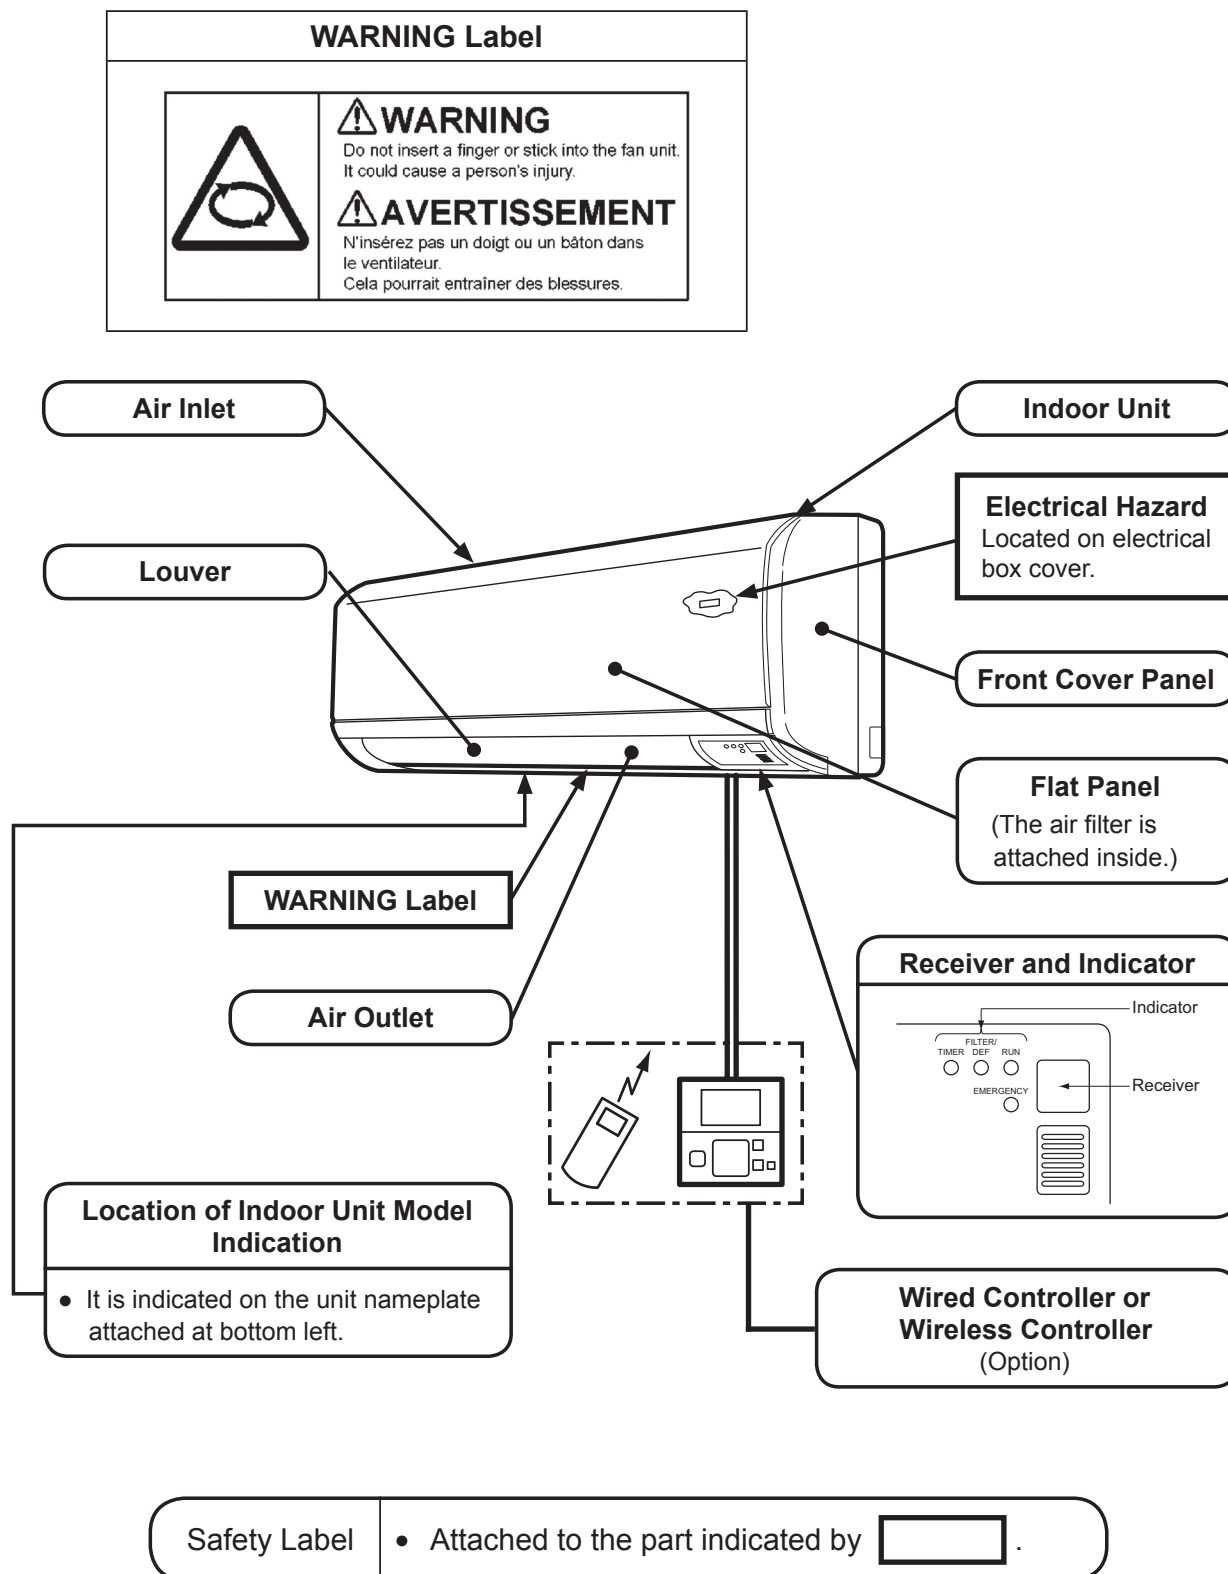 WARNING Label
WARNING
Do not insert a finger or stick into the fan unit.
It could cause a person's injury.
AVERTISSEMENT
N'insérez pas un doigt ou un bâton dans
le ventilateur.
Cela pourrait entraîner des blessures.
Air Inlet
Indoor Unit
Electrical Hazard
Located on electrical
box cover.
Louver
Front Cover Panel
Flat Panel
(The air filter is
attached inside.)
WARNING Label
Air Outlet
Receiver and Indicator
Indicator
FILTER/
TIMER DEF RUN
EMERGENCY
Receiver
Location of Indoor Unit Model
Indication
● It is indicated on the unit nameplate
attached at bottom left.
Wired Controller or
Wireless Controller
(Option)
Safety Label
● Attached to the part indicated by .